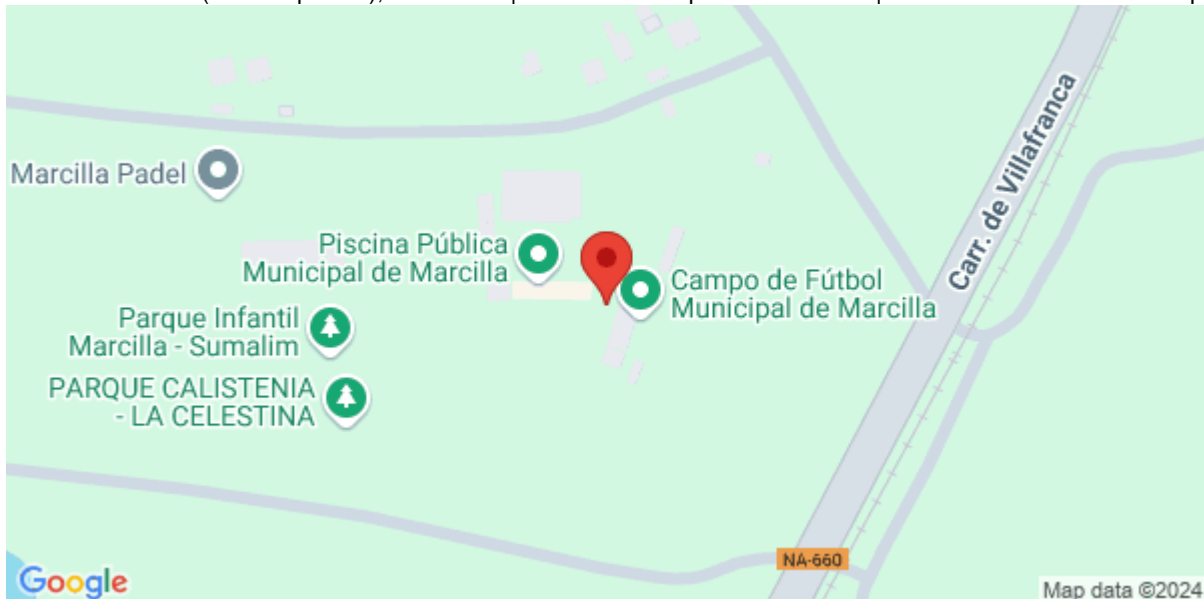 Carr. de Villafranca
Marcilla Padel
Piscina Pública
Municipal de Marcilla
Campo de Fútbol
Municipal de Marcilla
Parque Infantil
Marcilla - Sumalim
PARQUE CALISTENIA
- LA CELESTINA
NA-660
Google
Map data ©2024